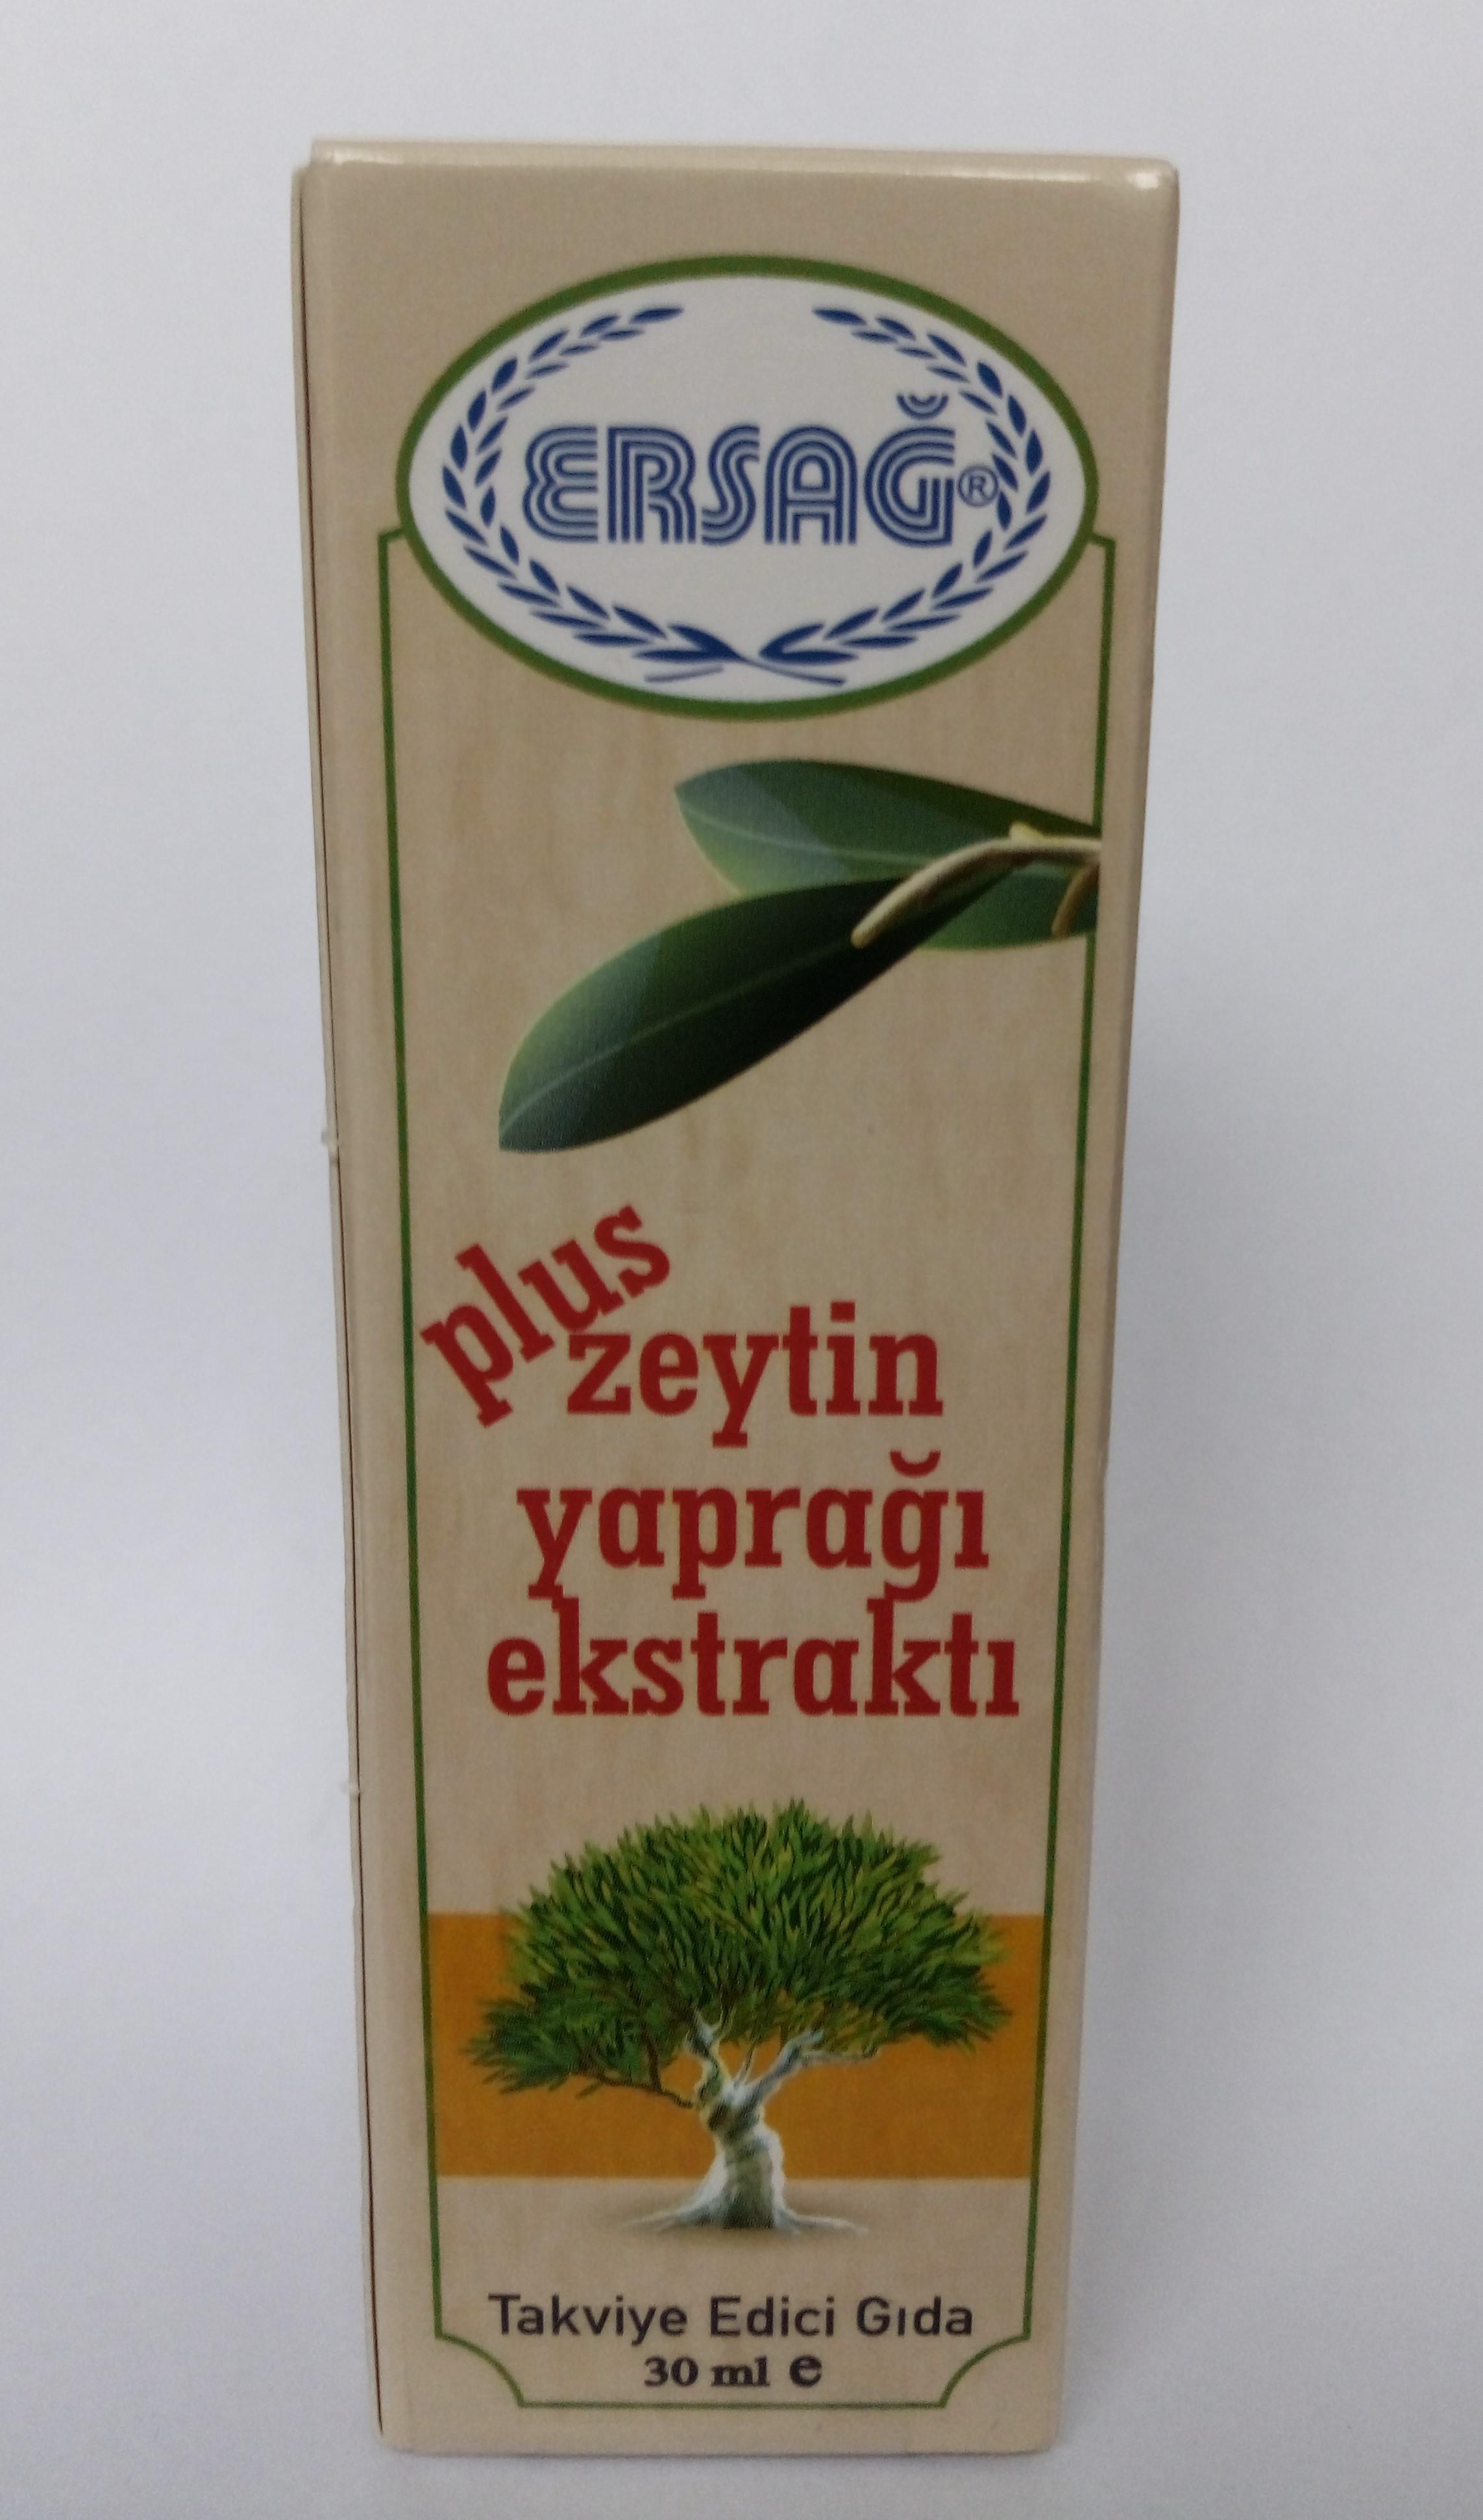 ERSAĞ®
plus
zeytin
yaprağı
ekstraktı
Takviye Edici Gıda
30 ml e